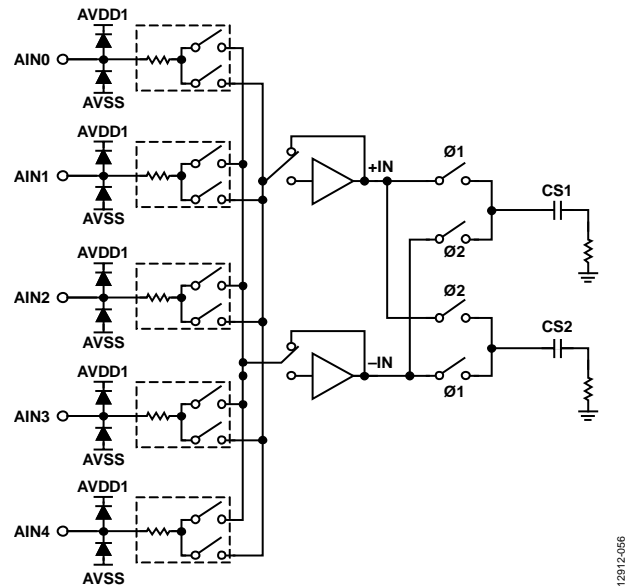 AVDD1
AIN0
AVSS
AVDD1
AIN1
AVSS
AVDD1
AIN2
AVSS
AVDD1
AIN3
AVSS
AVDD1
AIN4
AVSS
+IN
Ø1
CS1
Ø2
Ø2
CS2
–IN
Ø1
12912-056